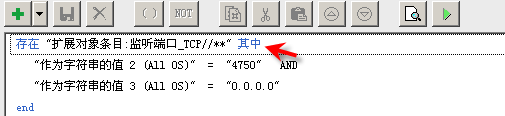 ( )
NOT
存在 "扩展对象条目:监听端口_TCP//**" 其中
"作为字符串的值 2 (All OS)" = "4750" AND
"作为字符串的值 3 (All OS)" = "0.0.0.0"
end